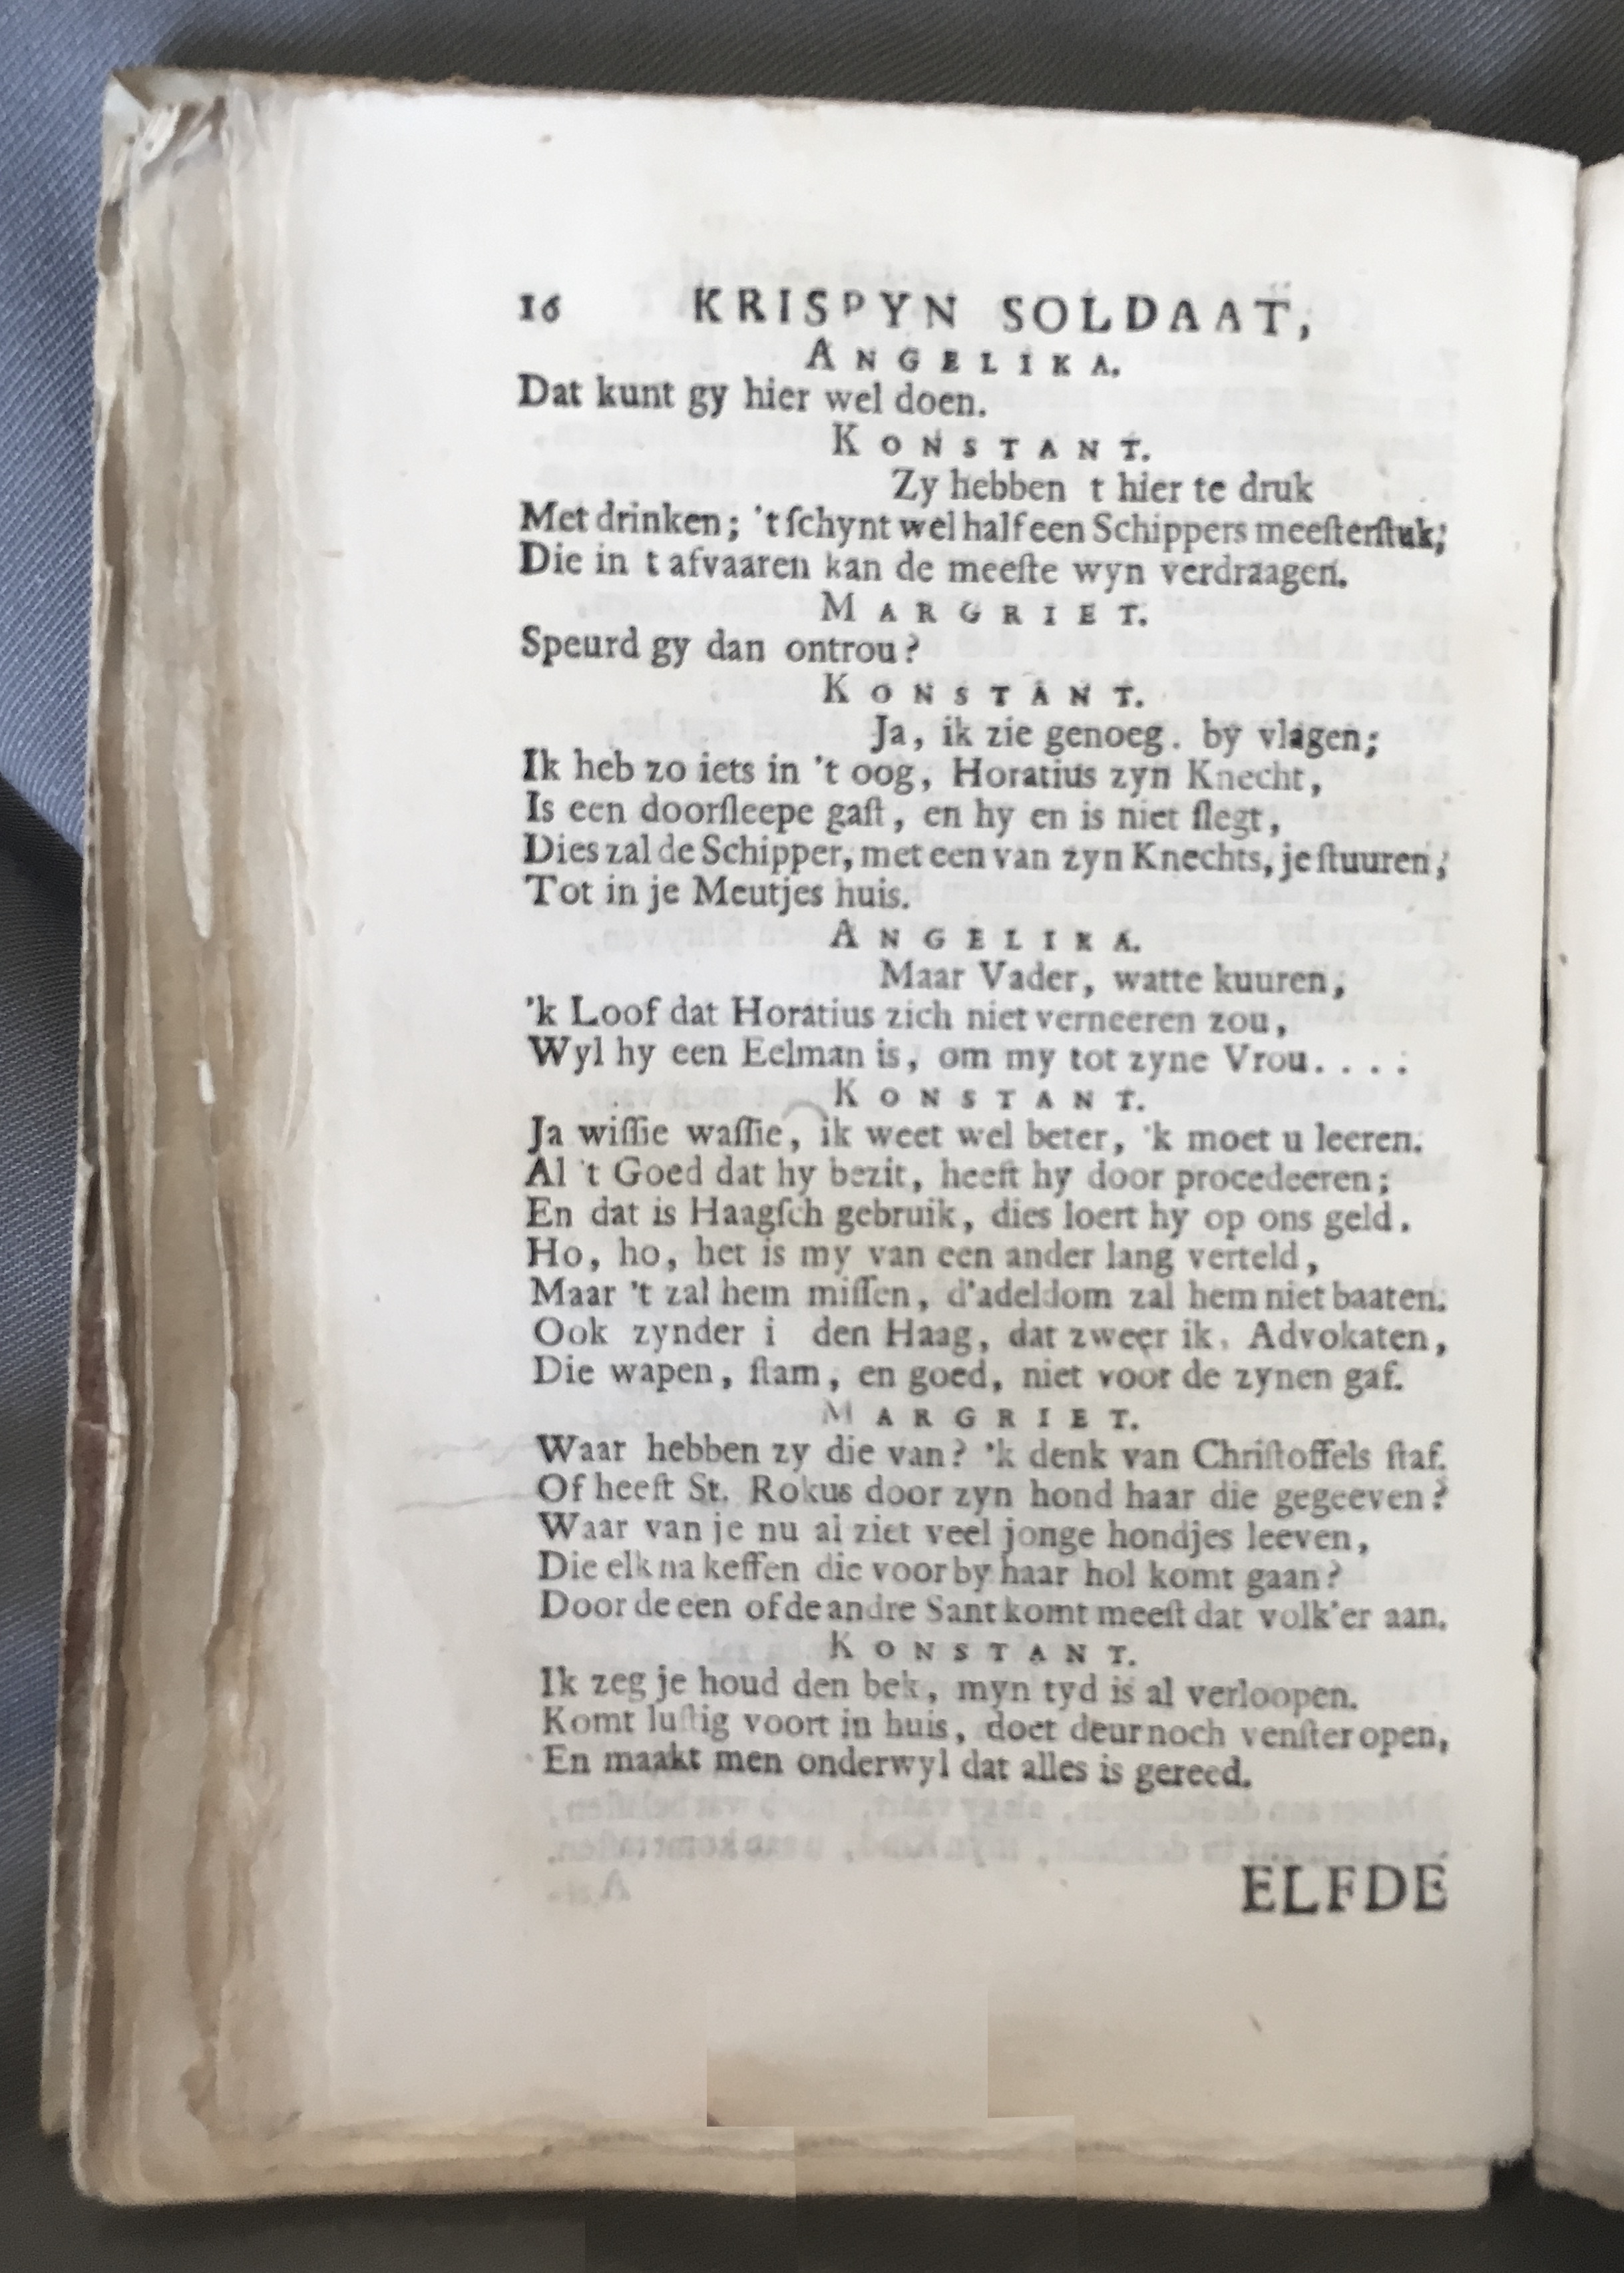 16 KRISPYN SOLDAAT,
ANGELIKA.
Dat kunt gy hier wel doen.
KONSTANT.
Zy hebben t hier te druk
Met drinken; 't ſchynt wel half een Schippers meeſterſtuk;
Die in t afvaaren kan de meeſte wyn verdraagen.
MARGRIET.
Speurd gy dan ontrou?
KONSTANT.
Ja, ik zie genoeg. by vlagen;
Ik heb zo iets in 't oog, Horatius zyn Knecht,
Is een doorſleepe gaſt, en hy en is niet ſlegt,
Dies zal de Schipper, met een van zyn Knechts, je ſtuuren,
Tot in je Meutjes huis.
ANGELIKA.
Maar Vader, watte kuuren,
'k Loof dat Horatius zich niet verneeren zou,
Wyl hy een Eelman is, om my tot zyne Vrou....
KONSTANT.
Ja wiſſie waſſie, ik weet wel beter, 'k moet u leeren.
Al 't Goed dat hy bezit, heeft hy door procedeeren;
En dat is Haagſch gebruik, dies loert hy op ons geld.
Ho, ho, het is my van een ander lang verteld,
Maar 't zal hem miſſen, d'adeldom zal hem niet baaten.
Ook zynder i den Haag, dat zweer ik, Advokaten,
Die wapen, ſtam, en goed, niet voor de zynen gaf.
MARGRIET.
Waar hebben zy die van? 'k denk van Chriſtoffels ſtaf.
Of heeft St. Rokus door zyn hond haar die gegeeven?
Waar van je nu al ziet veel jonge hondjes leeven,
Die elk na keffen die voorby haar hol komt gaan?
Door de een of de andre Sant komt meeſt dat volk'er aan.
KONSTANT.
Ik zeg je houd den bek, myn tyd is al verloopen.
Komt luſtig voort in huis, doet deur noch venſter open,
En maakt men onderwyl dat alles is gereed.
ELFDE